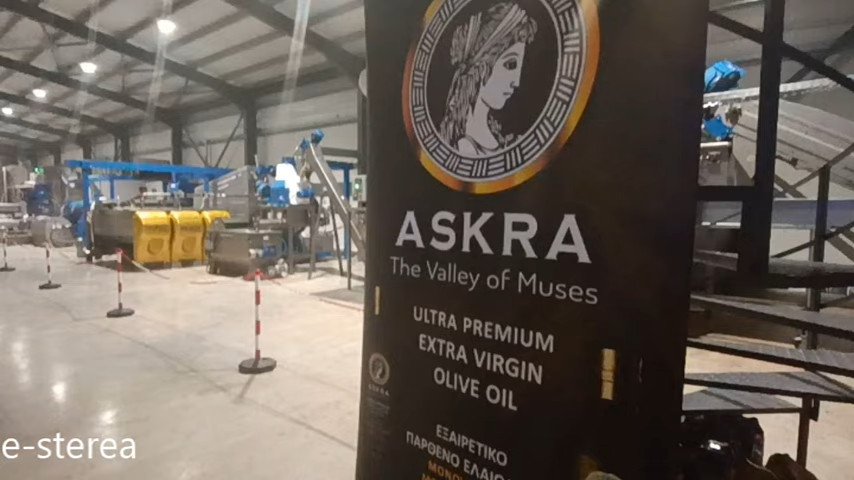 ASKRA
The Valley of Muses
ULTRA PREMIUM
EXTRA VIRGIN
OLIVE OIL
ΕΞΑΙΡΕΤΙΚΟ
ΠΑΡΘΕΝΟ ΕΛΑΙΟ
e-sterea